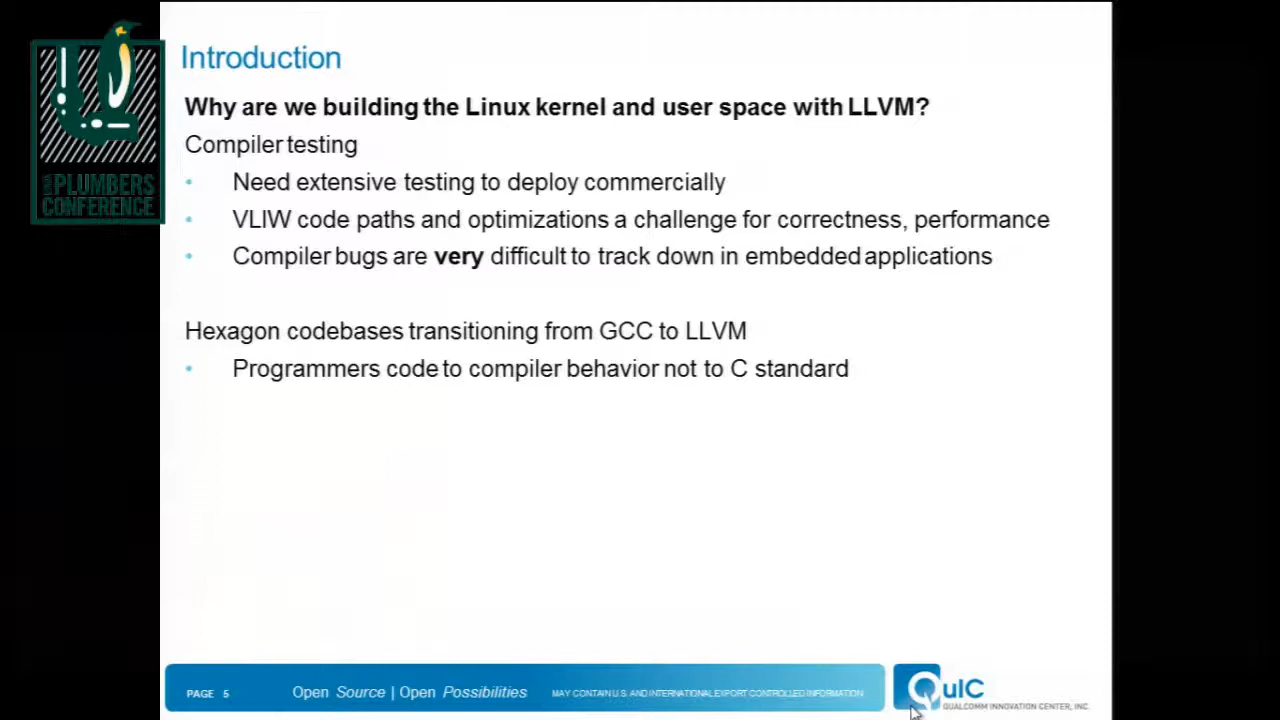 Introduction
Why are we building the Linux kernel and user space with LLVM?
Compiler testing
• Need extensive testing to deploy commercially
• VLIW code paths and optimizations a challenge for correctness, performance
• Compiler bugs are very difficult to track down in embedded applications
Hexagon codebases transitioning from GCC to LLVM
• Programmers code to compiler behavior not to C standard
LINUX PLUMBERS
CONFERENCE
PAGE 5
Open Source | Open Possibilities
MAY CONTAIN U.S. AND INTERNATIONAL EXPORT CONTROLLED INFORMATION
QuIC
QUALCOMM INNOVATION CENTER, INC.